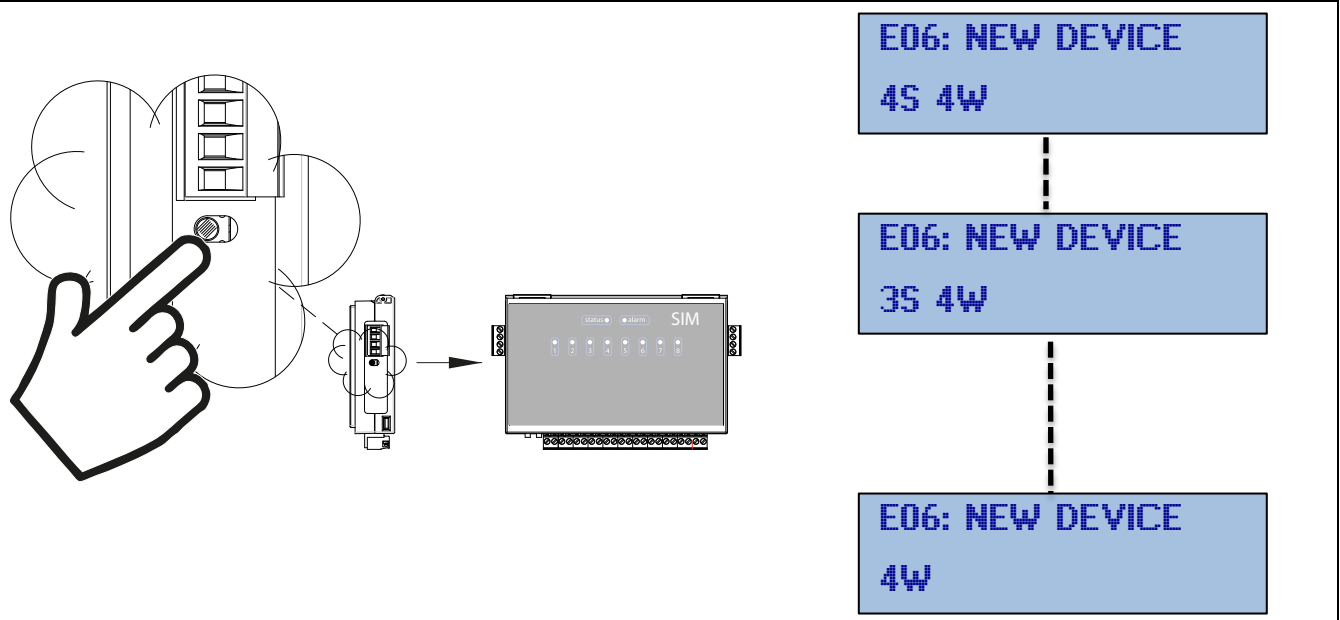 E06: NEW DEVICE
4S 4W
E06: NEW DEVICE
3S 4W
status alarm SIM
1 2 3 4 5 6 7 8
E06: NEW DEVICE
4W